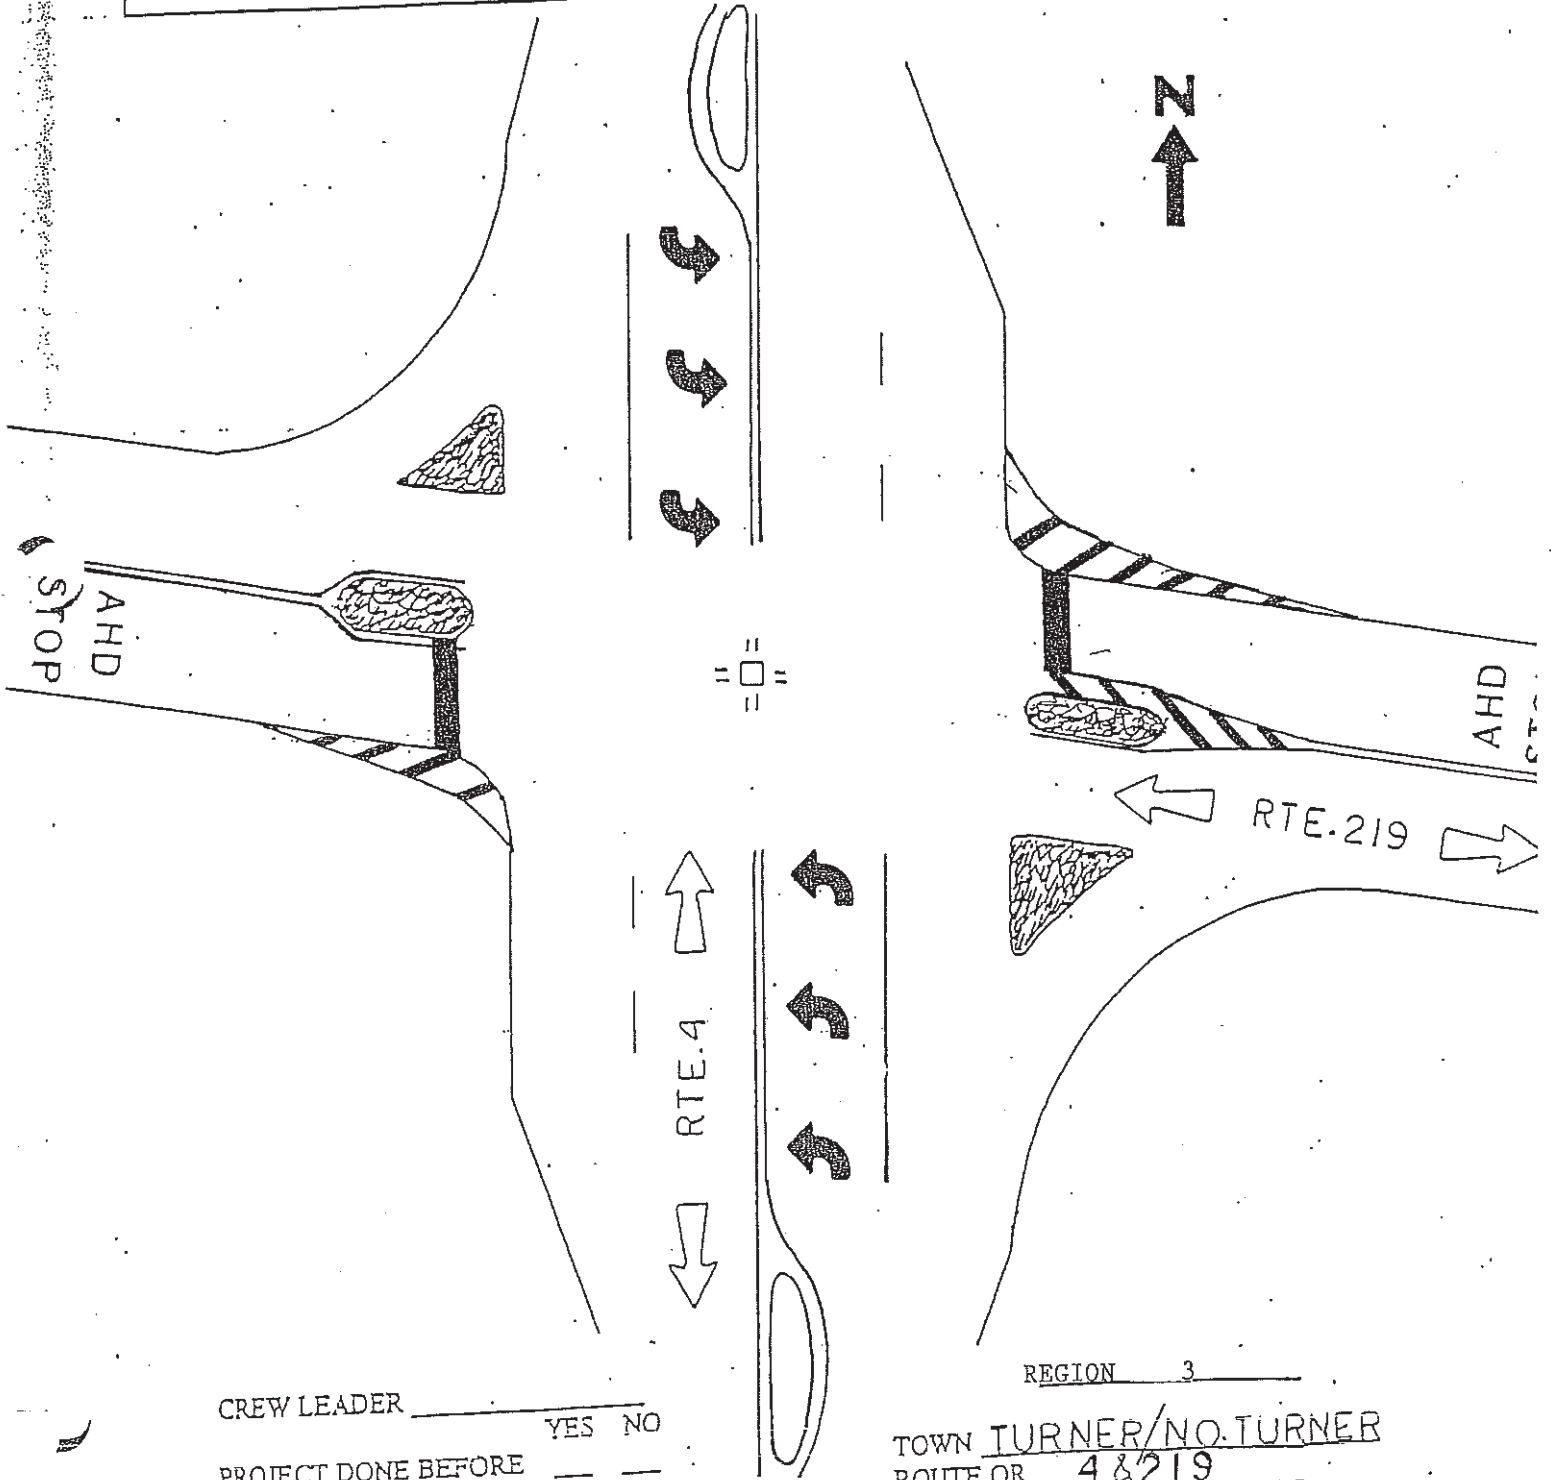 N
STOP
AHD
AHD
RTE.219
RTE.4
REGION 3
CREW LEADER
YES NO
TOWN TURNER/NO.TURNER
PROJECT DONE BEFORE
ROUTE OR 4 & 219